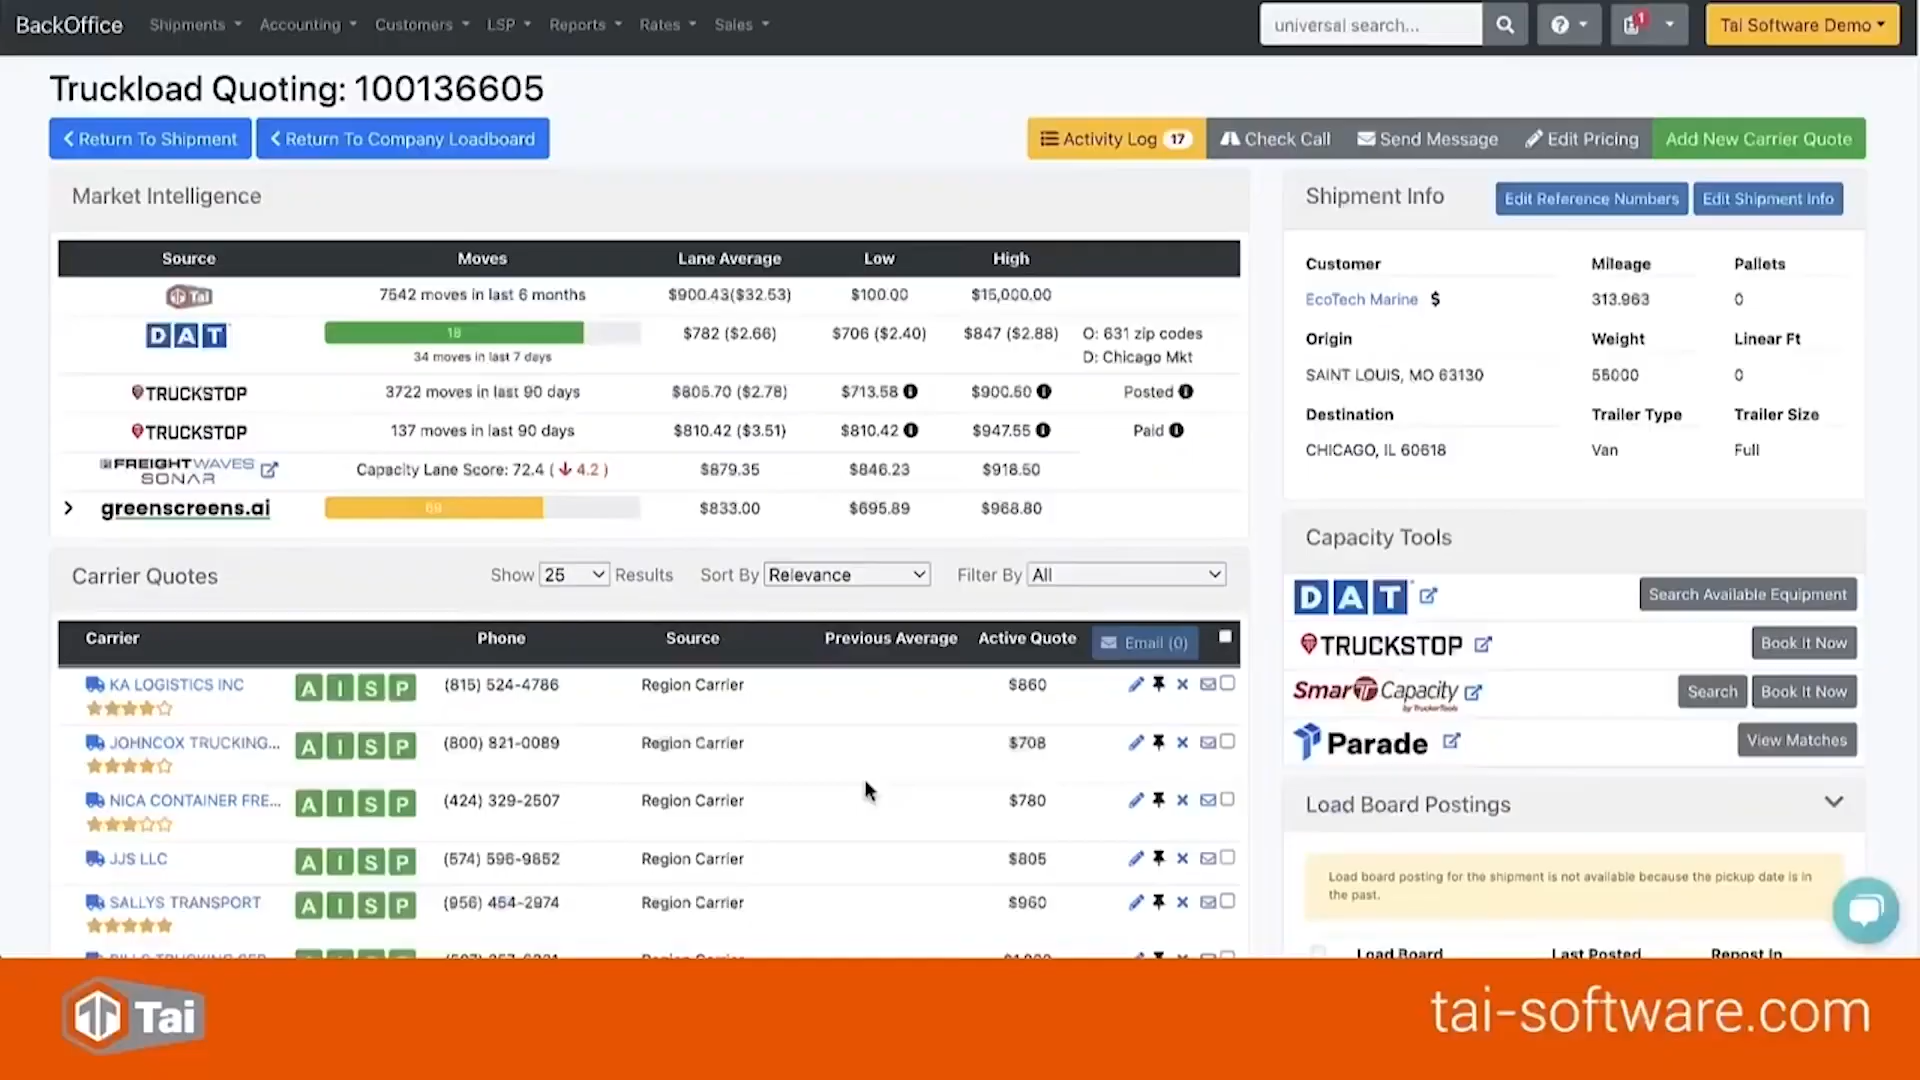 BackOffice Shipments Accounting Customers LSP Reports Rates Sales universal search... 1 Tai Software Demo
Truckload Quoting: 100136605
Return To Shipment Return To Company Loadboard Activity Log 17 Check Call Send Message Edit Pricing Add New Carrier Quote
Market Intelligence
Source Moves Lane Average Low High
Tai 7542 moves in last 6 months $900.43($32.53) $100.00 $15,000.00
DAT 18 $782 ($2.66) $706 ($2.40) $847 ($2.88) O: 631 zip codes
34 moves in last 7 days D: Chicago Mkt
TRUCKSTOP 3722 moves in last 90 days $805.70 ($2.78) $713.58 $900.50 Posted
TRUCKSTOP 137 moves in last 90 days $810.42 ($3.51) $810.42 $947.55 Paid
FREIGHTWAVES SONAR Capacity Lane Score: 72.4 ( 4.2 ) $879.35 $846.23 $918.50
greenscreens.ai 69 $833.00 $695.89 $968.80
Shipment Info Edit Reference Numbers Edit Shipment Info
Customer Mileage Pallets
EcoTech Marine $ 313.963 0
Origin Weight Linear Ft
SAINT LOUIS, MO 63130 55000 0
Destination Trailer Type Trailer Size
CHICAGO, IL 60618 Van Full
Carrier Quotes Show 25 Results Sort By Relevance Filter By All
Carrier Phone Source Previous Average Active Quote Email (0)
KA LOGISTICS INC A I S P (815) 524-4786 Region Carrier $860
JOHNCOX TRUCKING... A I S P (800) 821-0089 Region Carrier $708
NICA CONTAINER FRE... A I S P (424) 329-2507 Region Carrier $780
JJS LLC A I S P (574) 596-9852 Region Carrier $805
SALLYS TRANSPORT A I S P (956) 454-2974 Region Carrier $960
Capacity Tools
DAT Search Available Equipment
TRUCKSTOP Book It Now
SmarT Capacity by TruckerTools Search Book It Now
Parade View Matches
Load Board Postings
Load board posting for the shipment is not available because the pickup date is in
the past.
Load Board Last Posted Repost In
Tai tai-software.com